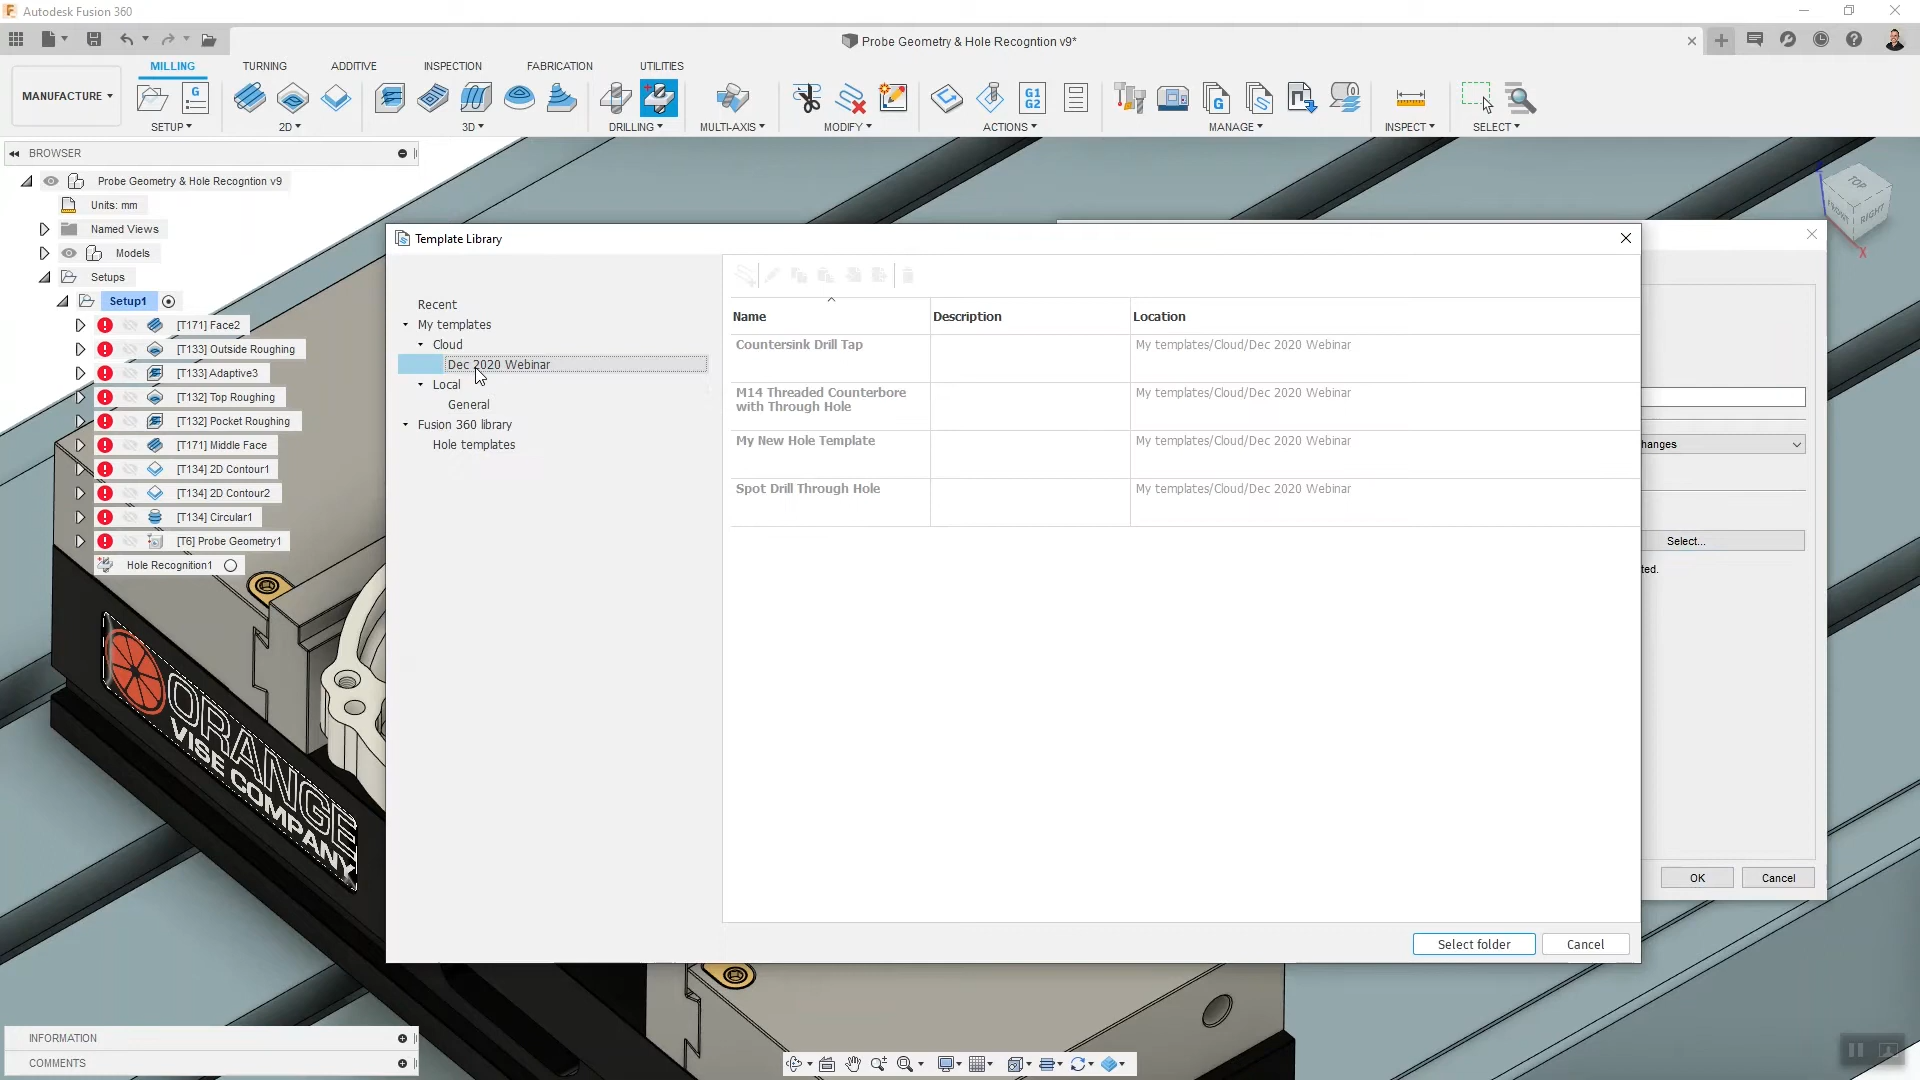 Autodesk Fusion 360
Probe Geometry & Hole Recogntion v9*
MANUFACTURE
MILLING
TURNING
ADDITIVE
INSPECTION
FABRICATION
UTILITIES
G
G1
G2
G
SETUP
2D
3D
DRILLING
MULTI-AXIS
MODIFY
ACTIONS
MANAGE
INSPECT
SELECT
BROWSER
Probe Geometry & Hole Recogntion v9
Units: mm
Named Views
Models
Setups
Setup1
[T171] Face2
[T133] Outside Roughing
[T133] Adaptive3
[T132] Top Roughing
[T132] Pocket Roughing
[T171] Middle Face
[T134] 2D Contour1
[T134] 2D Contour2
[T134] Circular1
[T6] Probe Geometry1
Hole Recognition1
TOP
FRONT
RIGHT
X
Template Library
Recent
My templates
Cloud
Dec 2020 Webinar
Local
General
Fusion 360 library
Hole templates
Name
Description
Location
Countersink Drill Tap
My templates/Cloud/Dec 2020 Webinar
M14 Threaded Counterbore
with Through Hole
My templates/Cloud/Dec 2020 Webinar
My New Hole Template
My templates/Cloud/Dec 2020 Webinar
Spot Drill Through Hole
My templates/Cloud/Dec 2020 Webinar
Select folder
Cancel
hanges
Select...
ted.
OK
Cancel
ORANGE
VISE COMPANY
INFORMATION
COMMENTS